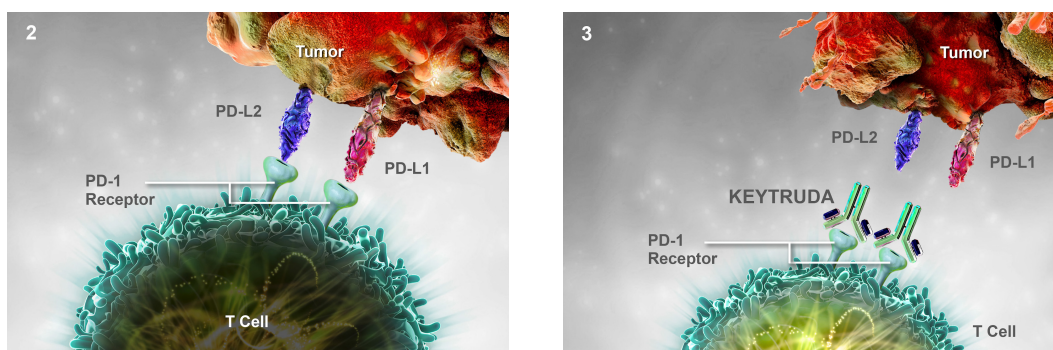 2
Tumor
PD-L2
PD-L1
PD-1
Receptor
T Cell
3
Tumor
PD-L2
PD-L1
KEYTRUDA
PD-1
Receptor
T Cell